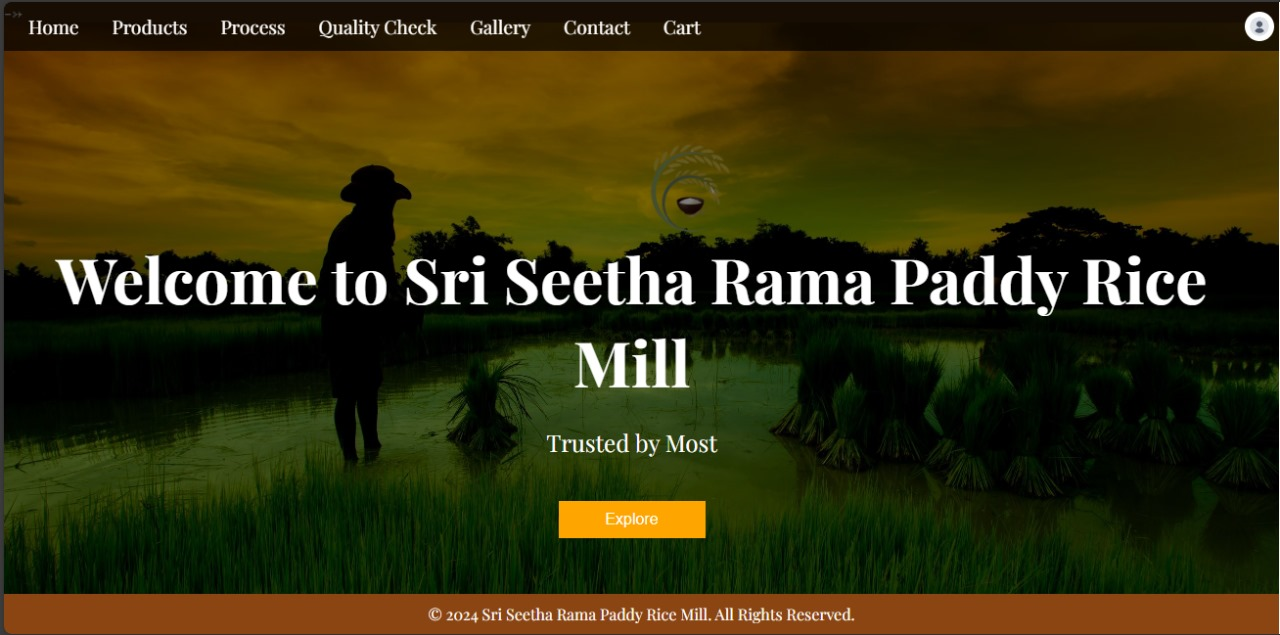 -->
Home Products Process Quality Check Gallery Contact Cart
Welcome to Sri Seetha Rama Paddy Rice
Mill
Trusted by Most
Explore
© 2024 Sri Seetha Rama Paddy Rice Mill. All Rights Reserved.